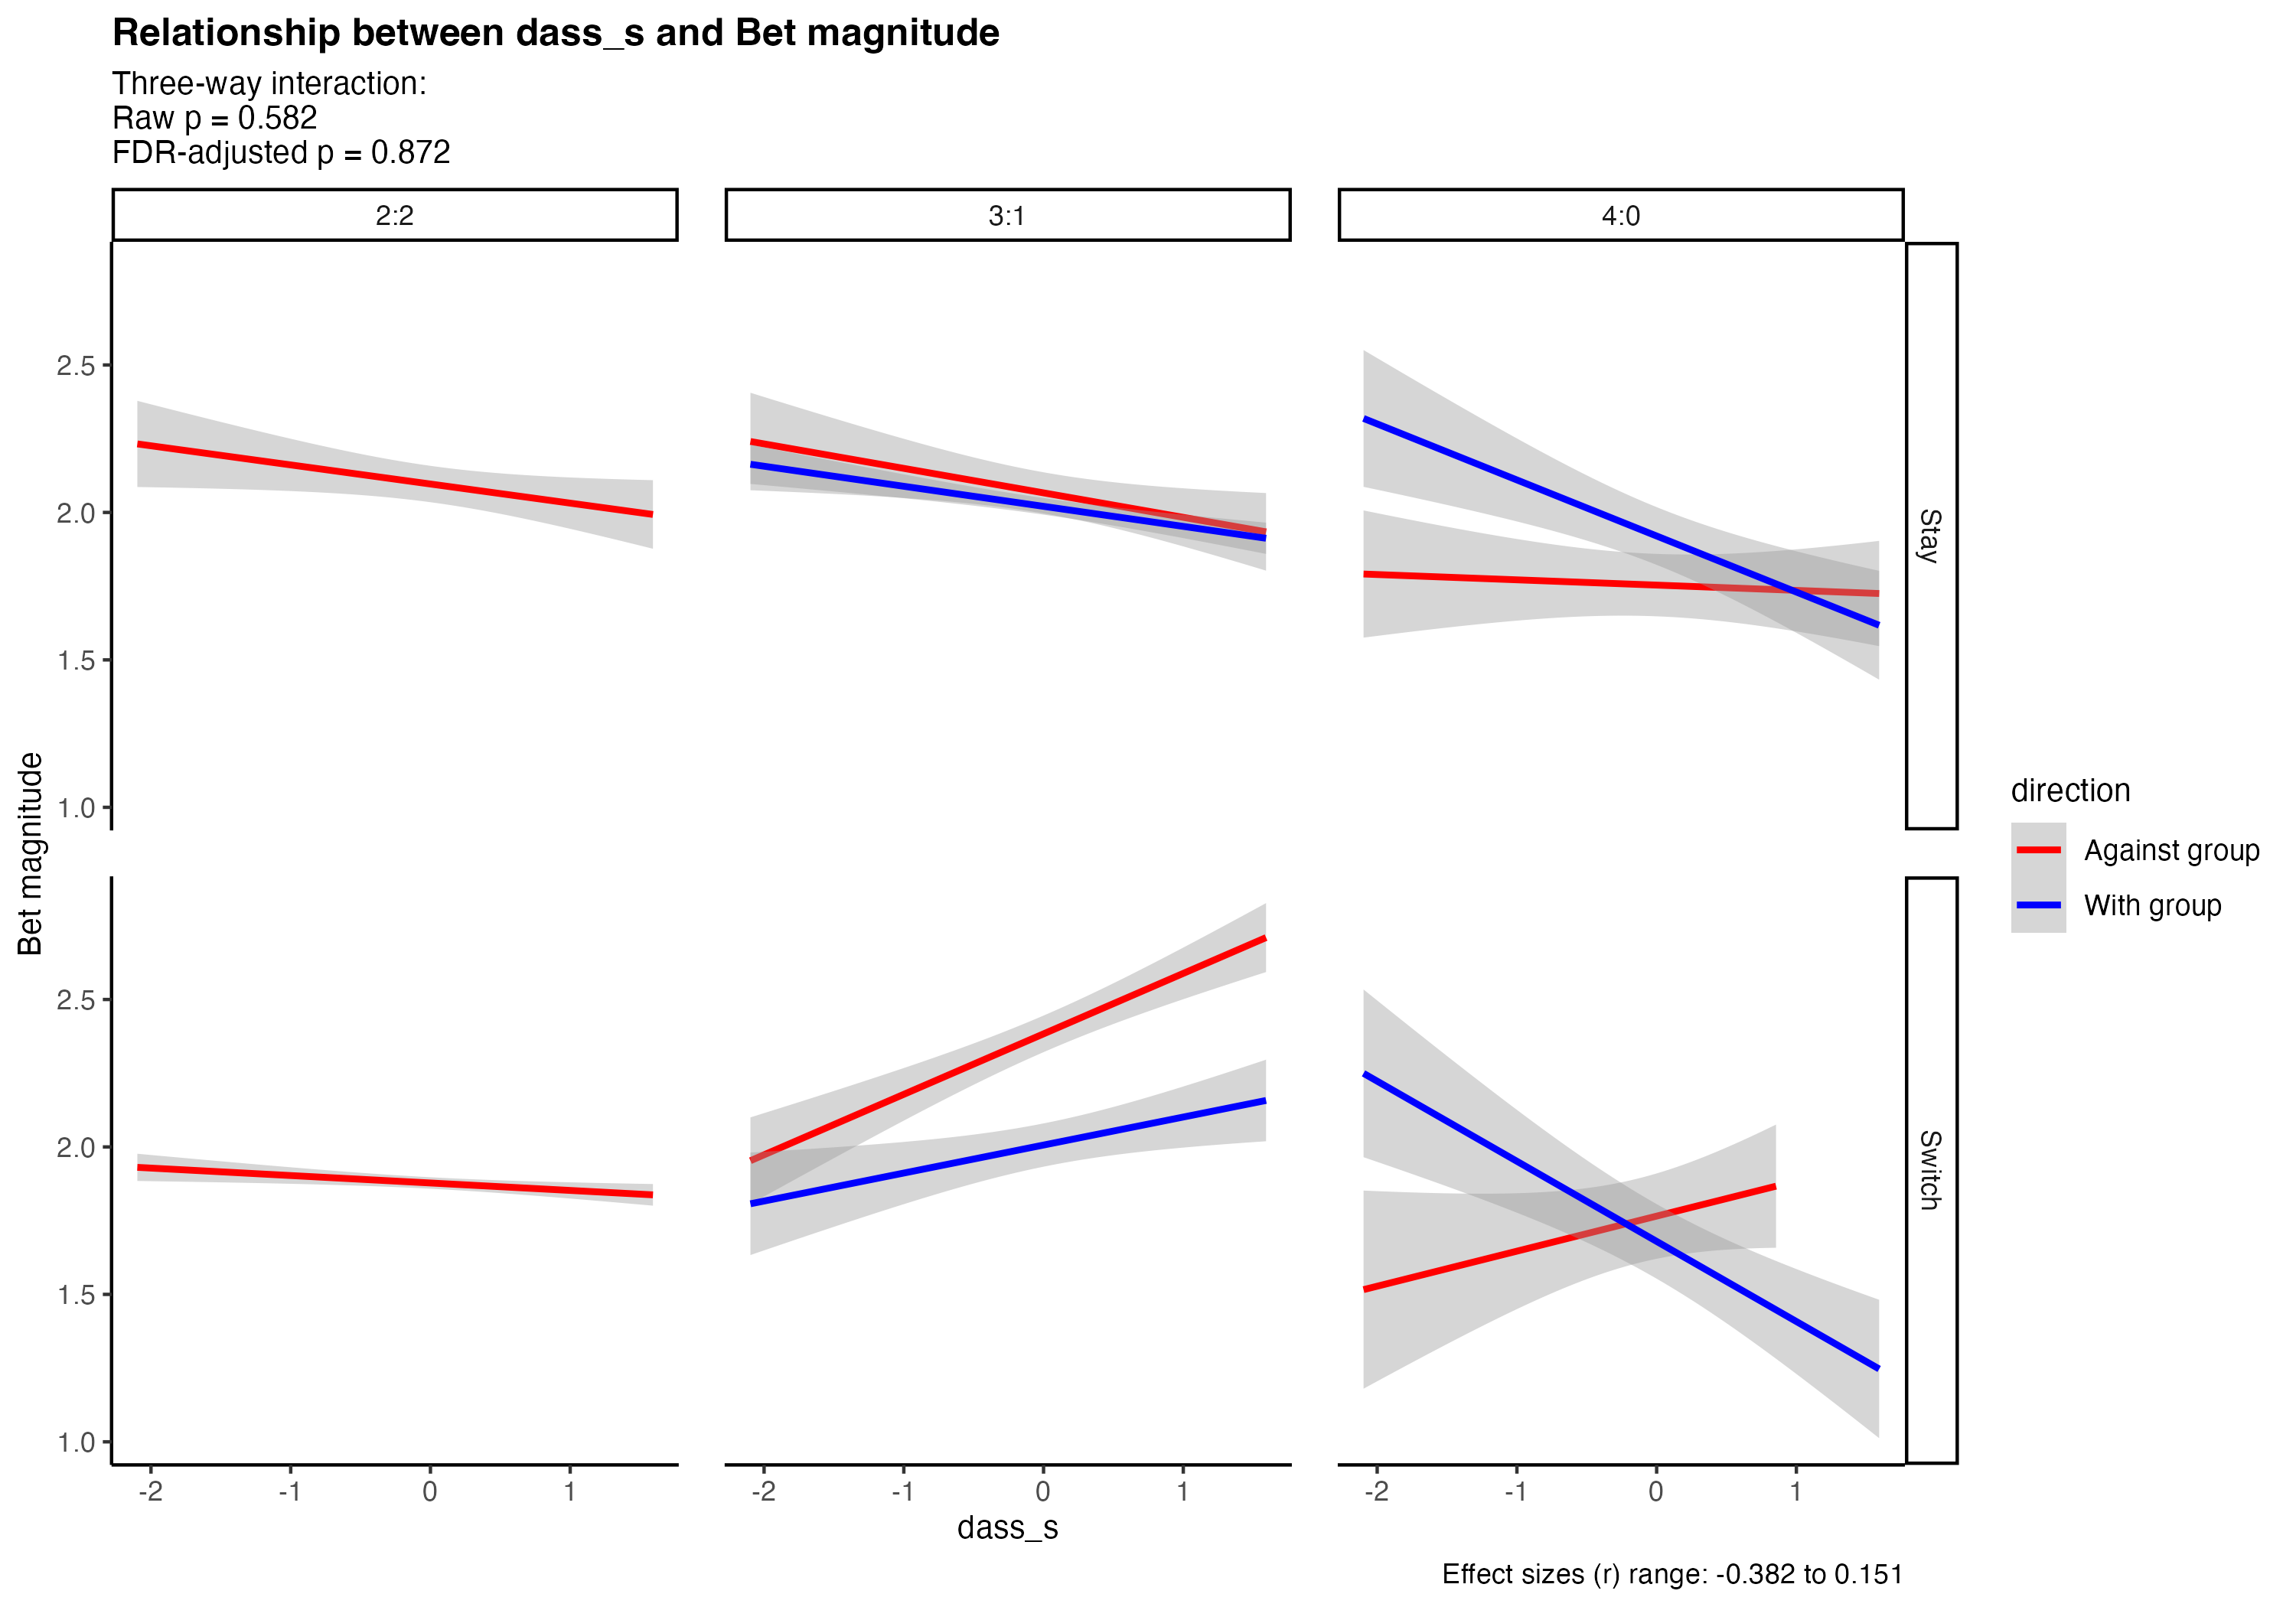 Relationship between dass_s and Bet magnitude
Three-way interaction:
Raw p = 0.582
FDR-adjusted p = 0.872
2:2
3:1
4:0
2.5
2.0
1.5
1.0
Stay
2.5
2.0
1.5
1.0
Switch
Bet magnitude
-2
-1
0
1
-2
-1
0
1
-2
-1
0
1
dass_s
direction
Against group
With group
Effect sizes (r) range: -0.382 to 0.151